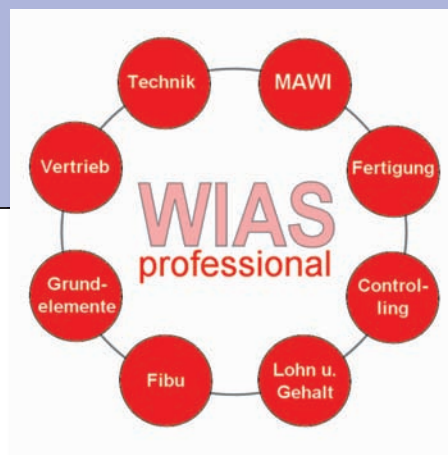 Technik
MAWI
Vertrieb
Fertigung
WIAS
professional
Grund-
elemente
Control-
ling
Fibu
Lohn u.
Gehalt